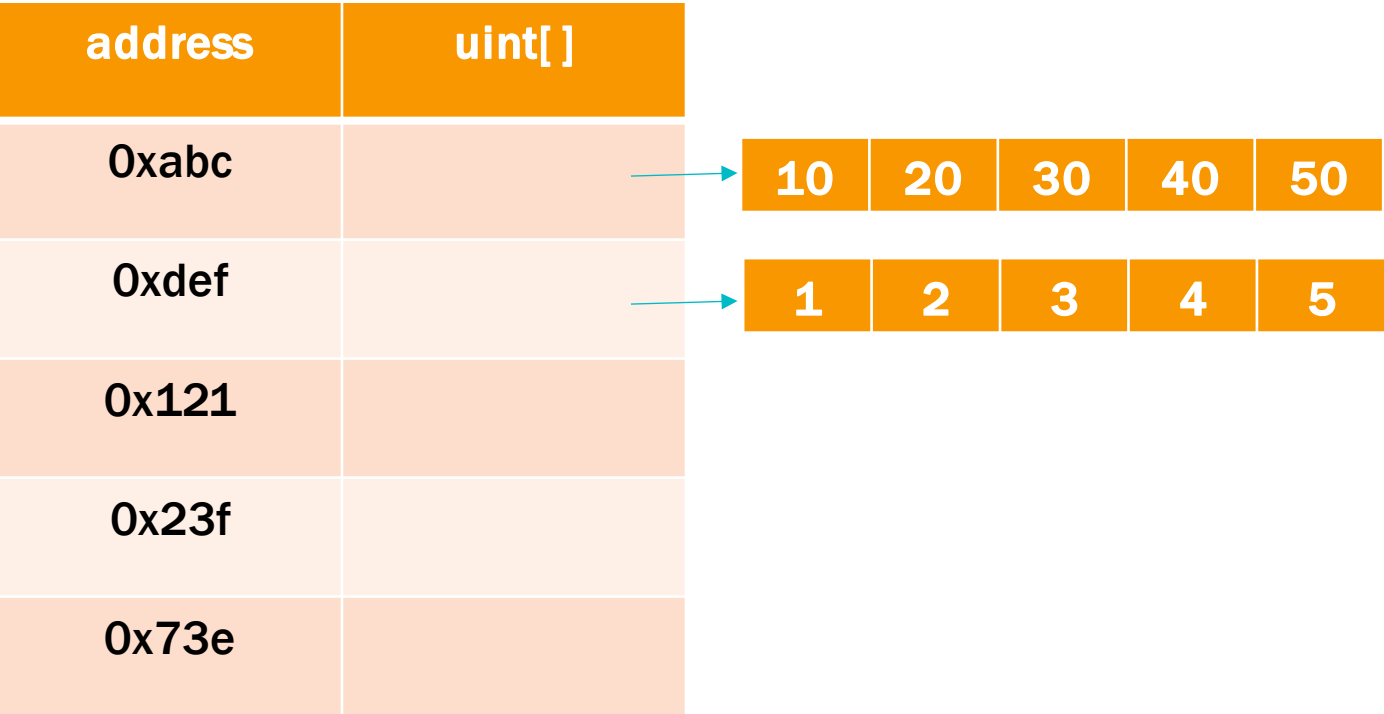 address uint[ ]
0xabc 10 20 30 40 50
0xdef 1 2 3 4 5
0x121
0x23f
0x73e